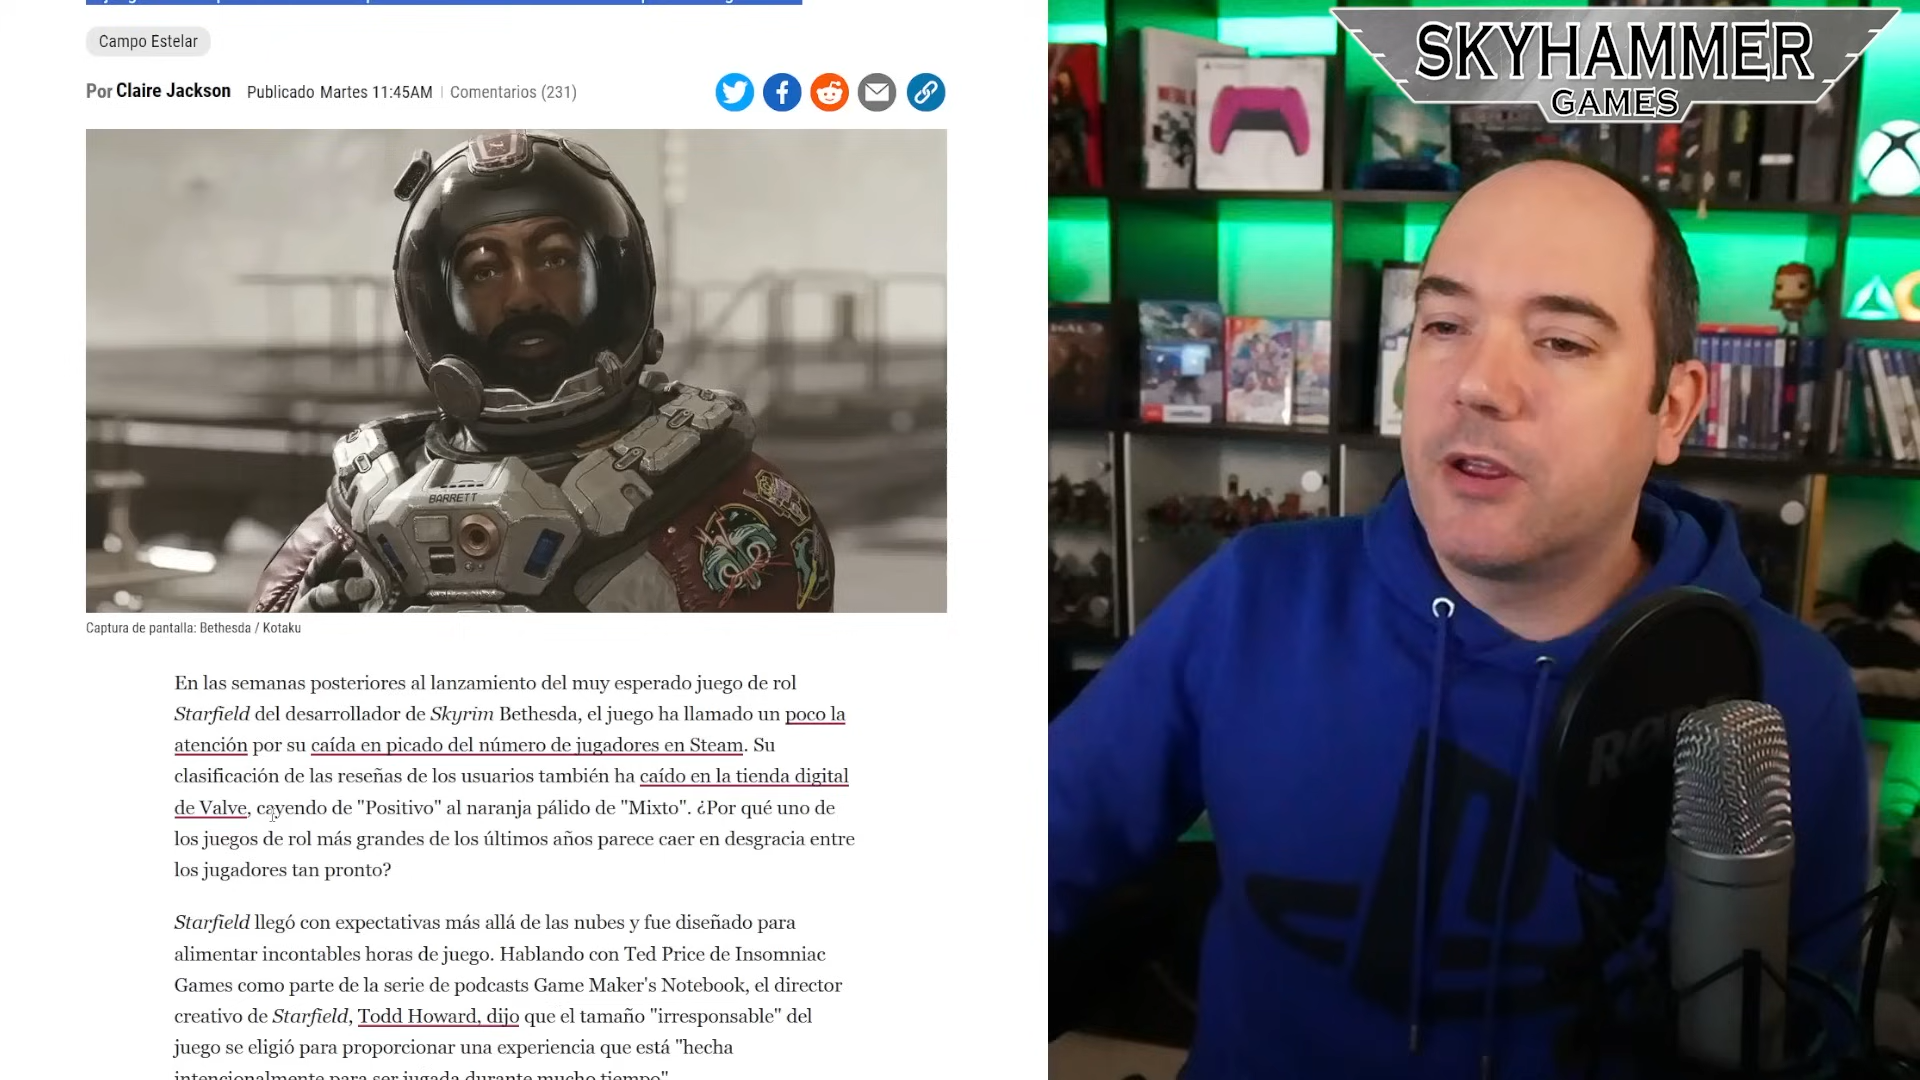 Campo Estelar
Por Claire Jackson Publicado Martes 11:45AM Comentarios (231)
BARRETT
Captura de pantalla: Bethesda / Kotaku
En las semanas posteriores al lanzamiento del muy esperado juego de rol
Starfield del desarrollador de Skyrim Bethesda, el juego ha llamado un poco la
atención por su caída en picado del número de jugadores en Steam. Su
clasificación de las reseñas de los usuarios también ha caído en la tienda digital
de Valve, cayendo de "Positivo" al naranja pálido de "Mixto". ¿Por qué uno de
los juegos de rol más grandes de los últimos años parece caer en desgracia entre
los jugadores tan pronto?
Starfield llegó con expectativas más allá de las nubes y fue diseñado para
alimentar incontables horas de juego. Hablando con Ted Price de Insomniac
Games como parte de la serie de podcasts Game Maker's Notebook, el director
creativo de Starfield, Todd Howard, dijo que el tamaño "irresponsable" del
juego se eligió para proporcionar una experiencia que está "hecha
intencionalmente para ser jugada durante mucho tiempo".
SKYHAMMER
GAMES